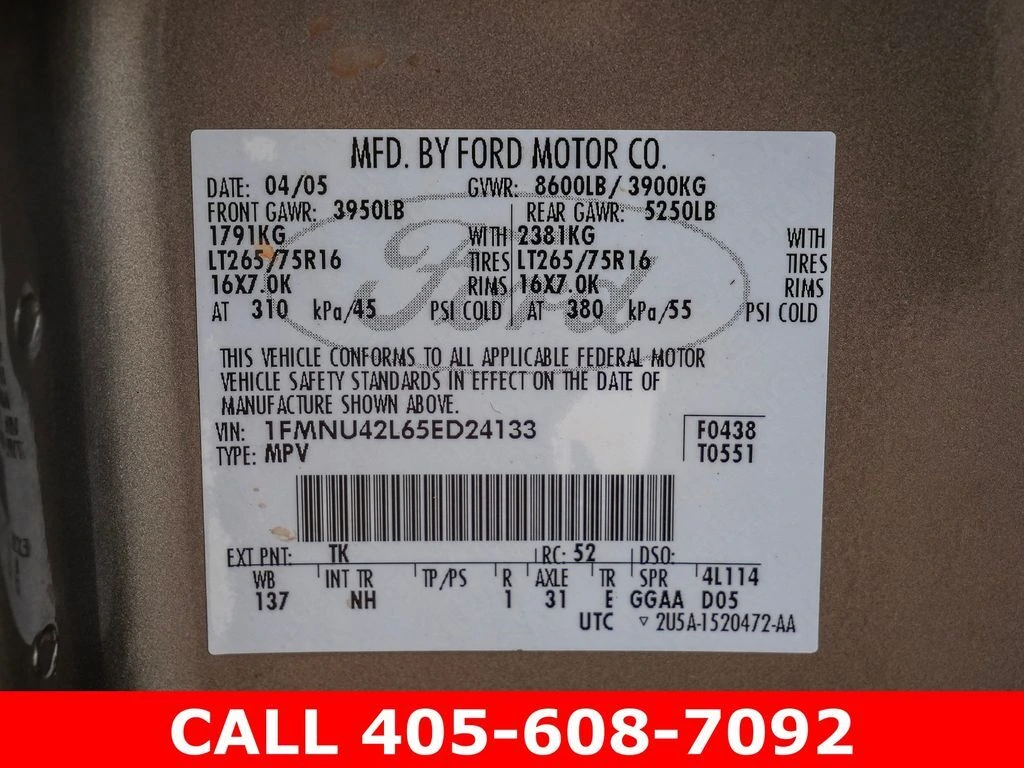 MFD. BY FORD MOTOR CO.
DATE: 04/05 GVWR: 8600LB/ 3900KG
FRONT GAWR: 3950LB REAR GAWR: 5250LB
1791KG WITH 2381KG WITH
LT265/75R16 TIRES LT265/75R16 TIRES
16X7.0K RIMS 16X7.0K RIMS
AT 310 kPa/45 PSI COLD AT 380 kPa/55 PSI COLD
Ford
THIS VEHICLE CONFORMS TO ALL APPLICABLE FEDERAL MOTOR
VEHICLE SAFETY STANDARDS IN EFFECT ON THE DATE OF
MANUFACTURE SHOWN ABOVE.
VIN: 1FMNU42L65ED24133 F0438
TYPE: MPV T0551
EXT PNT: TK RC: 52 DSO:
WB INT TR TP/PS R AXLE TR SPR 4L114
137 NH 1 31 E GGAA D05
UTC ▽ 2U5A-1520472-AA
CALL 405-608-7092